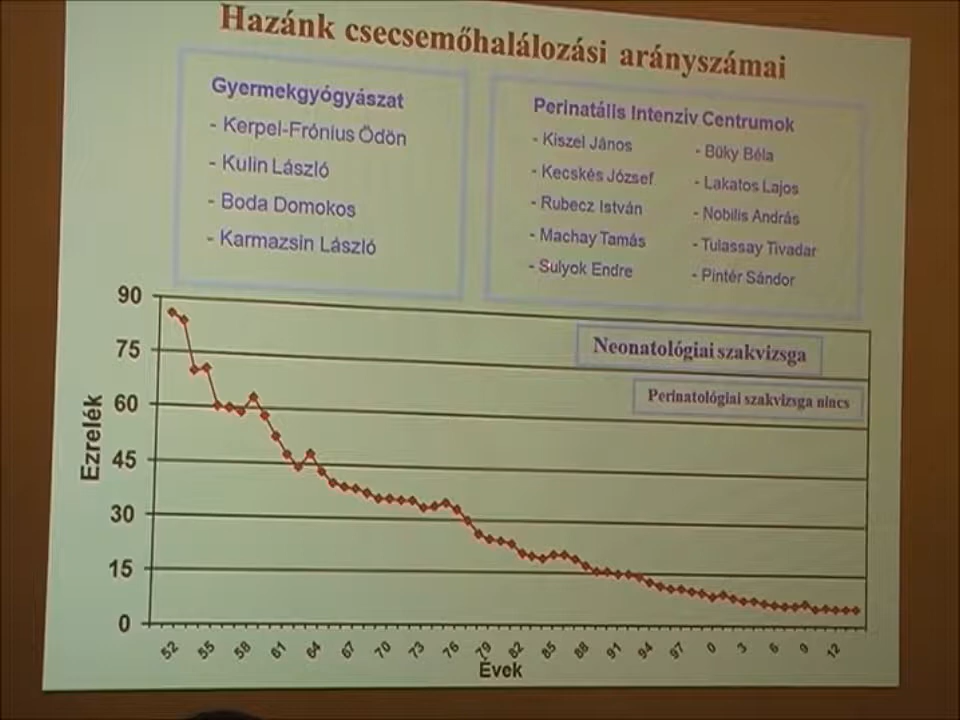 Hazánk csecsemőhalálozási arányszámai
Gyermekgyógyászat
- Kerpel-Frónius Ödön
- Kulin László
- Boda Domokos
- Karmazsin László
Perinatális Intenziv Centrumok
- Kiszel János
- Kecskés József
- Rubecz István
- Machay Tamás
- Sulyok Endre
- Büky Béla
- Lakatos Lajos
- Nobilis András
- Tulassay Tivadar
- Pintér Sándor
Neonatológiai szakvizsga
Perinatológiai szakvizsga nincs
Ezrelék
90
75
60
45
30
15
0
52 55 58 61 64 67 70 73 76 79 82 85 88 91 94 97 0 3 6 9 12
Évek